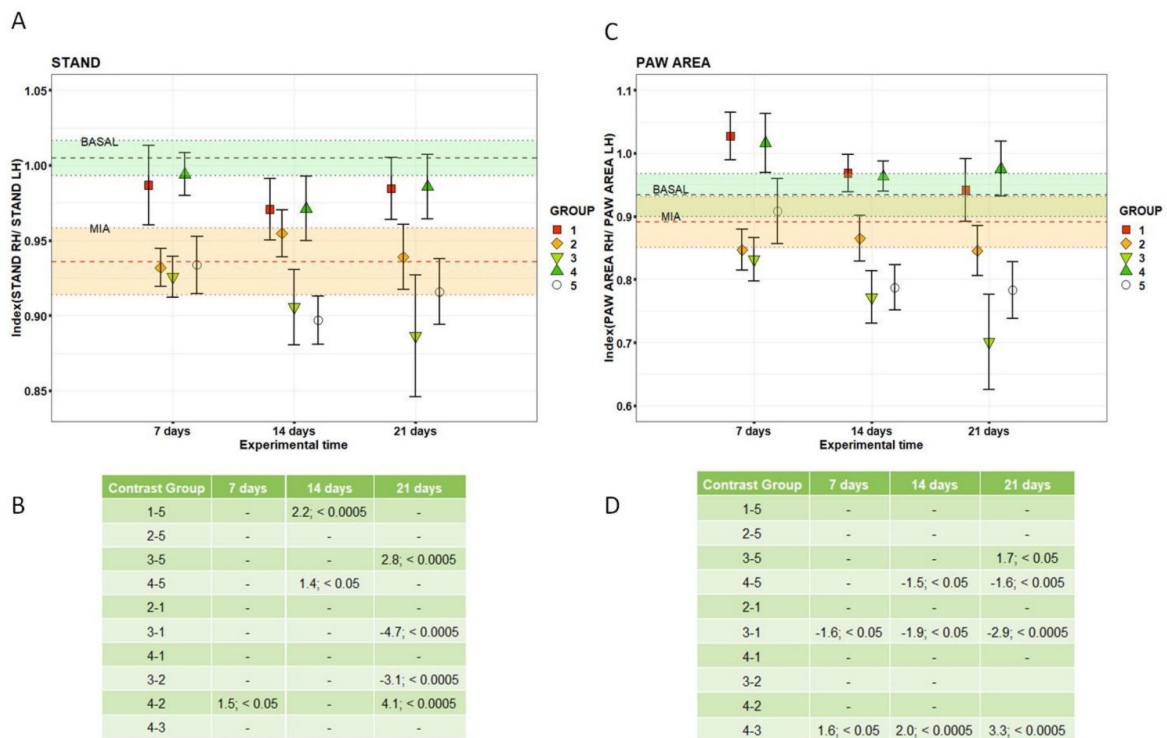 A
STAND
Index(STAND RH/ STAND LH)
1.05
1.00
0.95
0.90
0.85
BASAL
MIA
7 days
14 days
21 days
Experimental time
GROUP
1
2
3
4
5
C
PAW AREA
Index(PAW AREA RH/ PAW AREA LH)
1.1
1.0
0.9
0.8
0.7
0.6
BASAL
MIA
7 days
14 days
21 days
Experimental time
GROUP
1
2
3
4
5
B
Contrast Group 7 days 14 days 21 days
1-5 - 2.2; < 0.0005 -
2-5 - - -
3-5 - - 2.8; < 0.0005
4-5 - 1.4; < 0.05 -
2-1 - - -
3-1 - - -4.7; < 0.0005
4-1 - - -
3-2 - - -3.1; < 0.0005
4-2 1.5; < 0.05 - 4.1; < 0.0005
4-3 - - -
D
Contrast Group 7 days 14 days 21 days
1-5 - - -
2-5 - - -
3-5 - - 1.7; < 0.05
4-5 - -1.5; < 0.05 -1.6; < 0.005
2-1 - - -
3-1 -1.6; < 0.05 -1.9; < 0.05 -2.9; < 0.0005
4-1 - - -
3-2 - -
4-2 - -
4-3 1.6; < 0.05 2.0; < 0.0005 3.3; < 0.0005